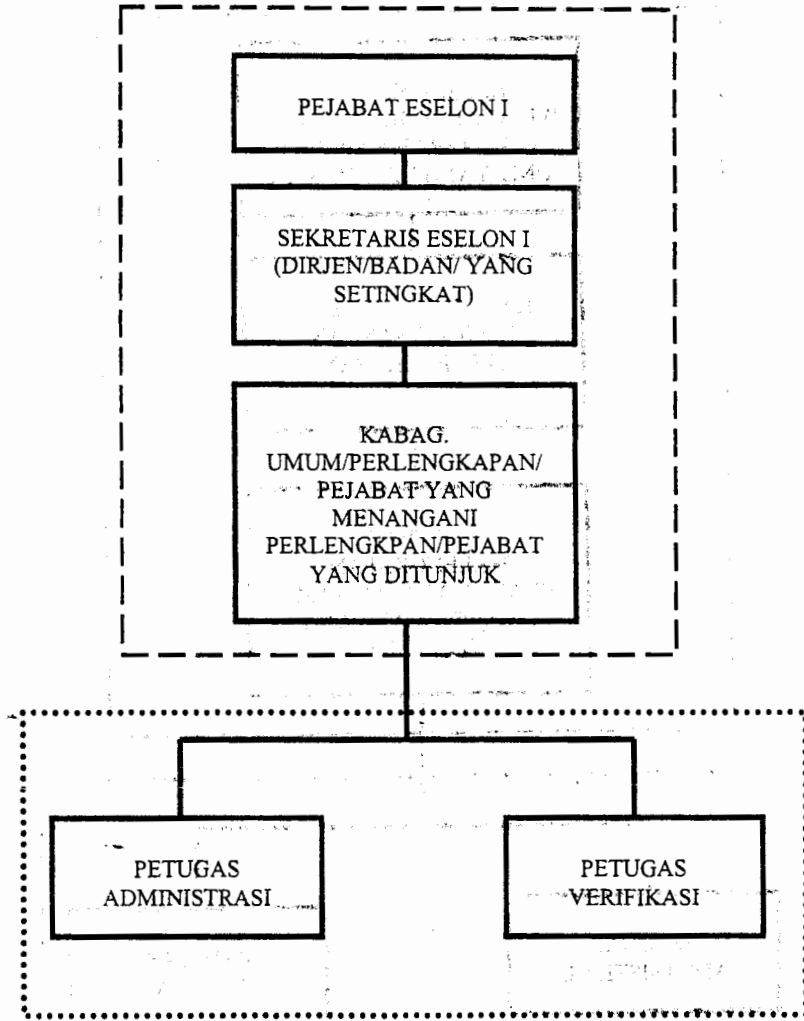 PEJABAT ESELON I
SEKRETARIS ESELON I
(DIRJEN/BADAN/ YANG
SETINGKAT)
KABAG.
UMUM/PERLENGKAPAN/
PEJABAT YANG
MENANGANI
PERLENGKPAN/PEJABAT
YANG DITUNJUK
PETUGAS
ADMINISTRASI
PETUGAS
VERIFIKASI